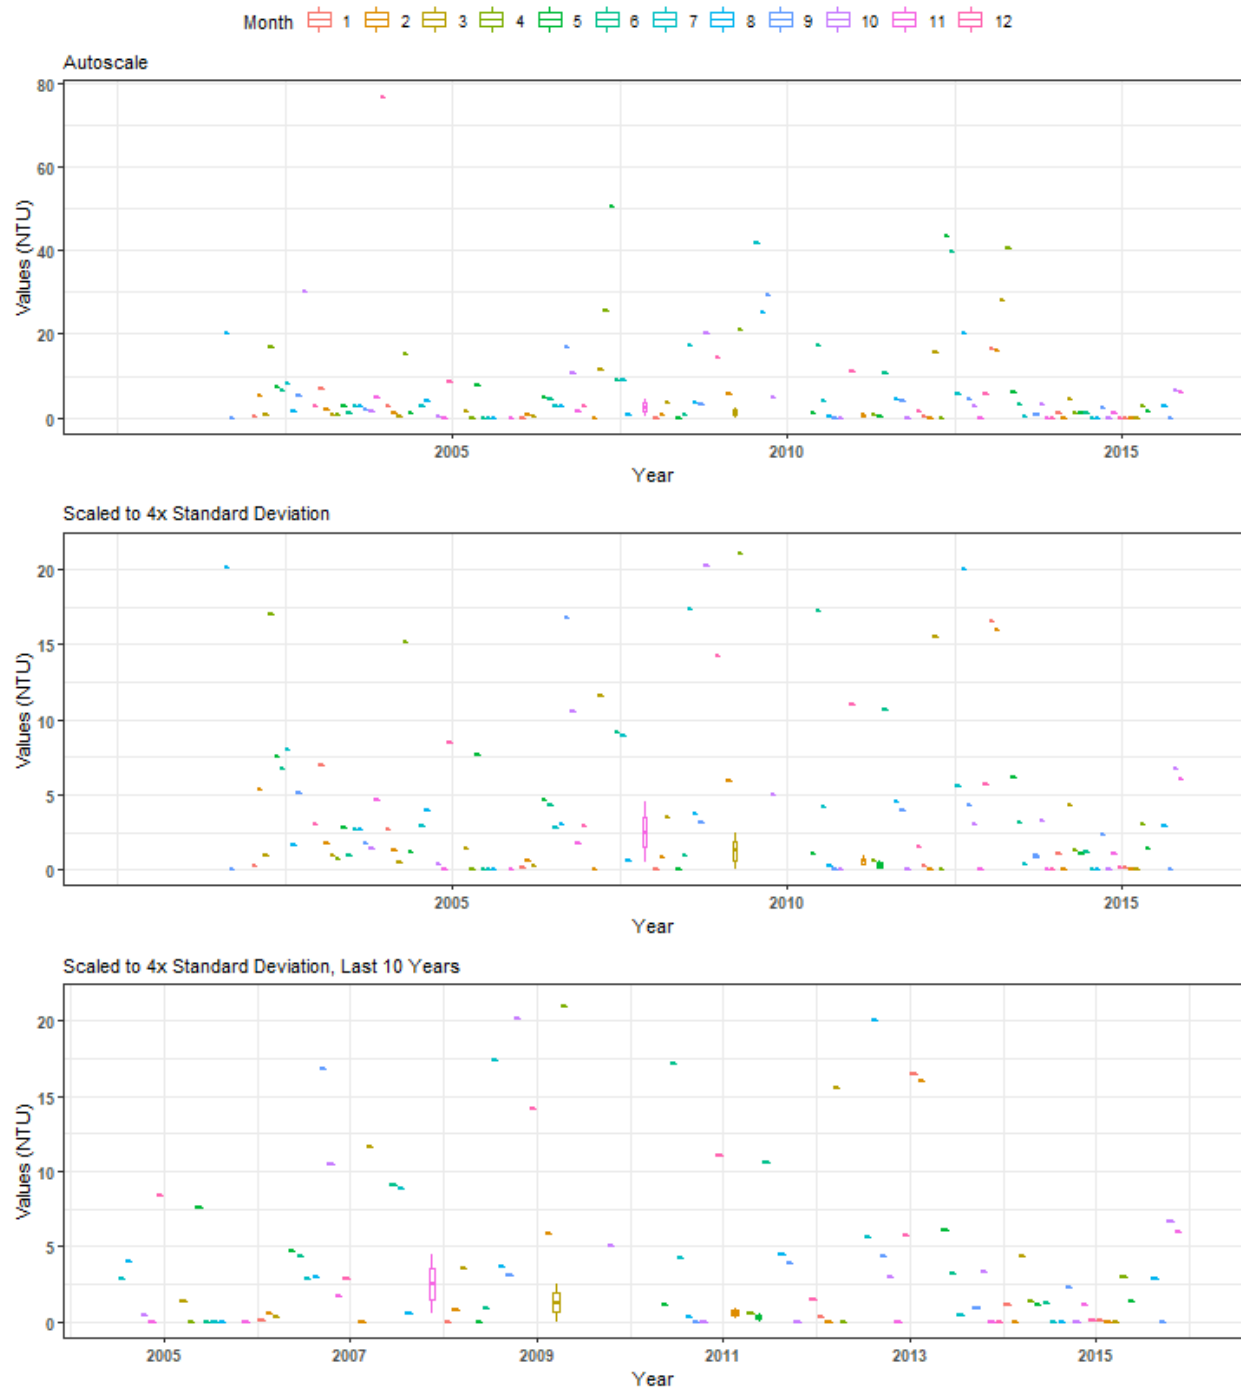 Month 1 2 3 4 5 6 7 8 9 10 11 12
Autoscale
80
60
40
20
0
Values (NTU)
2005 2010 2015
Year
Scaled to 4x Standard Deviation
20
15
10
5
0
Values (NTU)
2005 2010 2015
Year
Scaled to 4x Standard Deviation, Last 10 Years
20
15
10
5
0
Values (NTU)
2005 2007 2009 2011 2013 2015
Year